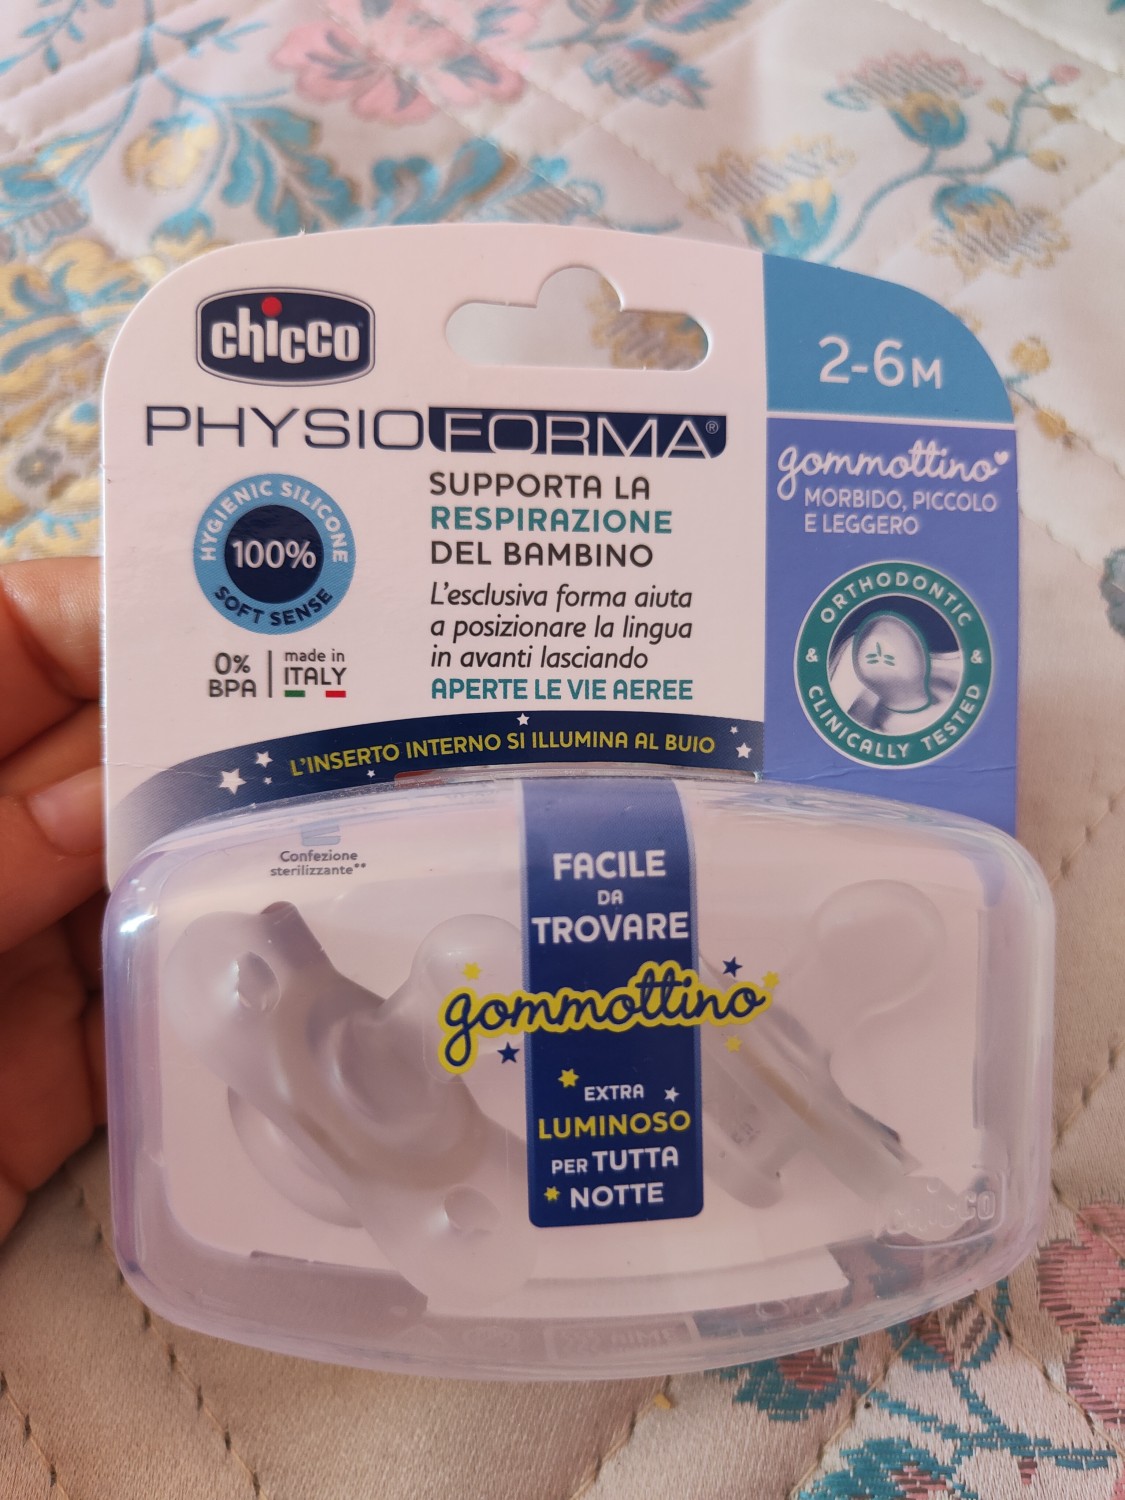 chicco
PHYSIOFORMA®
2-6M
gommottino
MORBIDO, PICCOLO
E LEGGERO
HYGIENIC SILICONE
100%
SOFT SENSE
SUPPORTA LA
RESPIRAZIONE
DEL BAMBINO
L'esclusiva forma aiuta
a posizionare la lingua
in avanti lasciando
APERTE LE VIE AEREE
0%
BPA
made in
ITALY
ORTHODONTIC
& CLINICALLY TESTED &
L'INSERTO INTERNO SI ILLUMINA AL BUIO
Confezione
sterilizzante**
FACILE
DA
TROVARE
gommottino
EXTRA
LUMINOSO
PER TUTTA
NOTTE
chicco